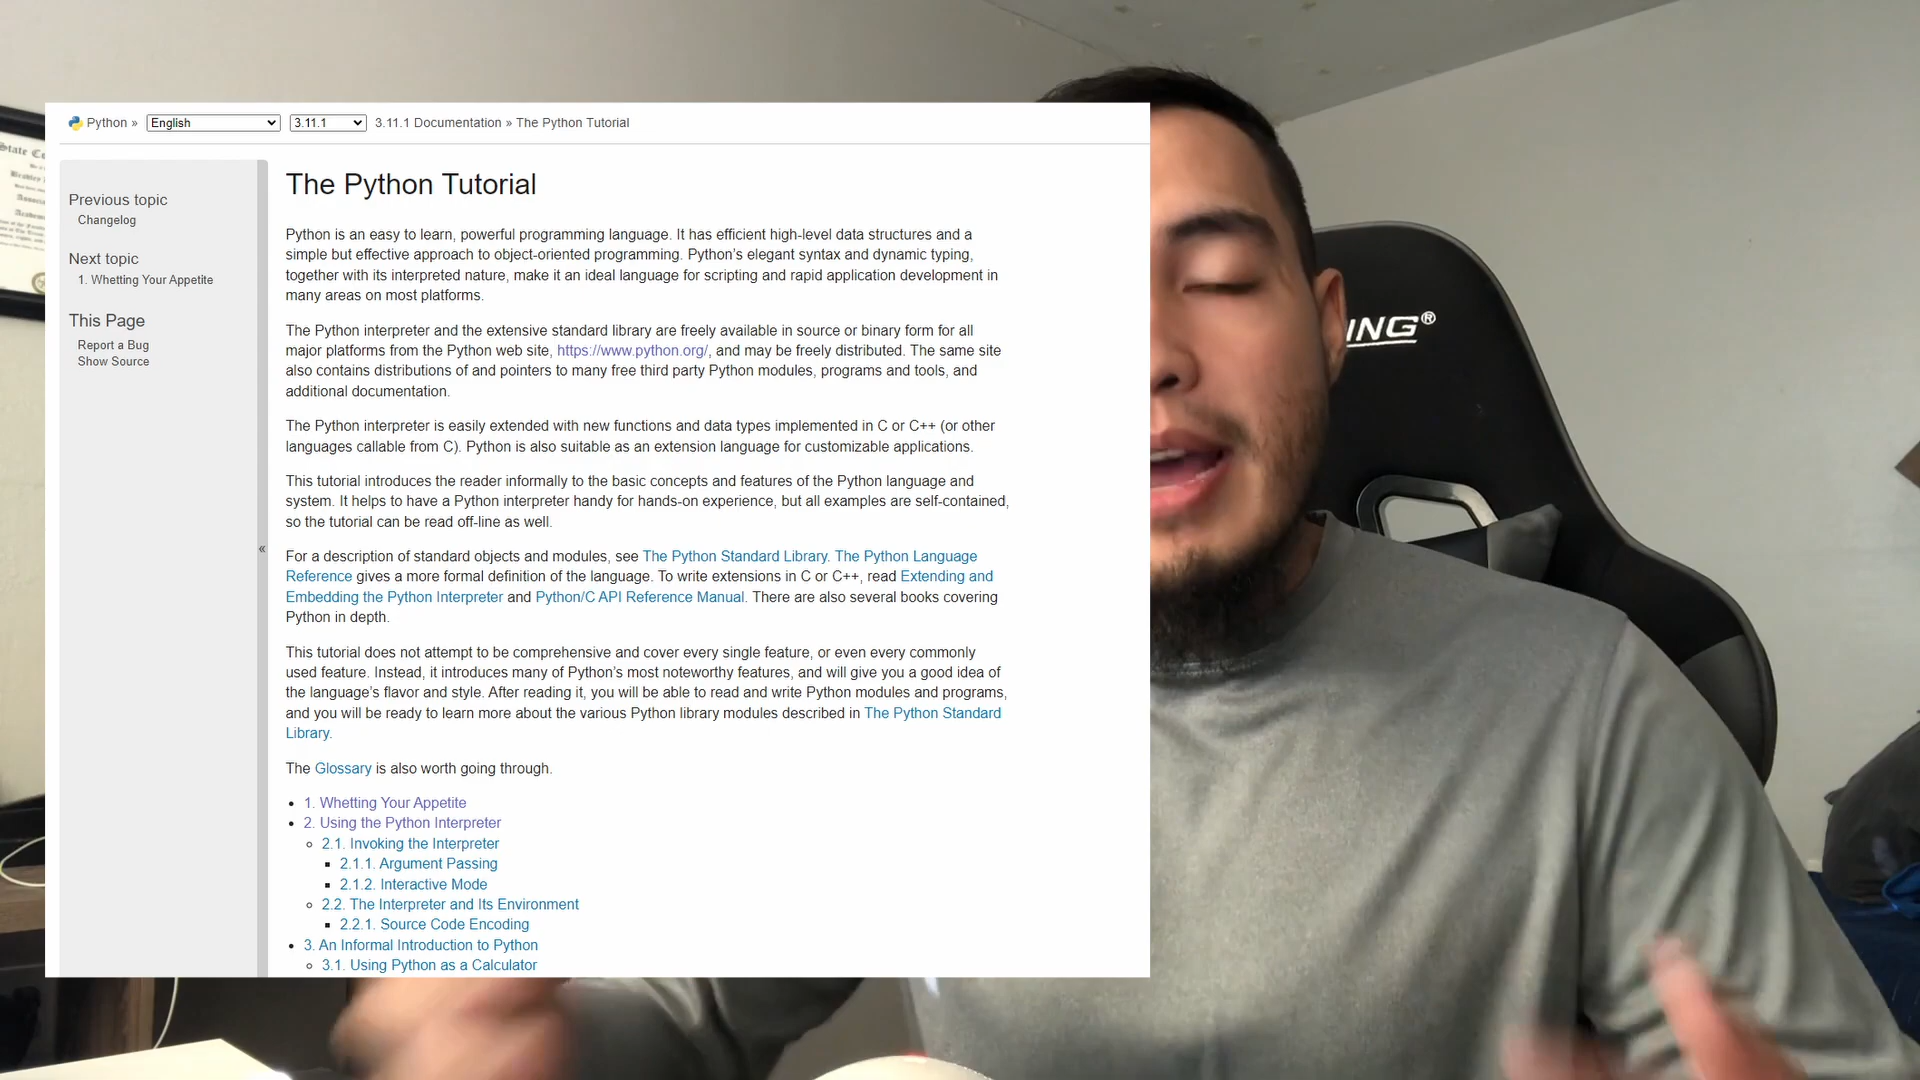 Python » English 3.11.1 3.11.1 Documentation » The Python Tutorial
Previous topic
Changelog
Next topic
1. Whetting Your Appetite
This Page
Report a Bug
Show Source
«
The Python Tutorial
Python is an easy to learn, powerful programming language. It has efficient high-level data structures and a
simple but effective approach to object-oriented programming. Python’s elegant syntax and dynamic typing,
together with its interpreted nature, make it an ideal language for scripting and rapid application development in
many areas on most platforms.
The Python interpreter and the extensive standard library are freely available in source or binary form for all
major platforms from the Python web site, https://www.python.org/, and may be freely distributed. The same site
also contains distributions of and pointers to many free third party Python modules, programs and tools, and
additional documentation.
The Python interpreter is easily extended with new functions and data types implemented in C or C++ (or other
languages callable from C). Python is also suitable as an extension language for customizable applications.
This tutorial introduces the reader informally to the basic concepts and features of the Python language and
system. It helps to have a Python interpreter handy for hands-on experience, but all examples are self-contained,
so the tutorial can be read off-line as well.
For a description of standard objects and modules, see The Python Standard Library. The Python Language
Reference gives a more formal definition of the language. To write extensions in C or C++, read Extending and
Embedding the Python Interpreter and Python/C API Reference Manual. There are also several books covering
Python in depth.
This tutorial does not attempt to be comprehensive and cover every single feature, or even every commonly
used feature. Instead, it introduces many of Python’s most noteworthy features, and will give you a good idea of
the language’s flavor and style. After reading it, you will be able to read and write Python modules and programs,
and you will be ready to learn more about the various Python library modules described in The Python Standard
Library.
The Glossary is also worth going through.
• 1. Whetting Your Appetite
• 2. Using the Python Interpreter
◦ 2.1. Invoking the Interpreter
▪ 2.1.1. Argument Passing
▪ 2.1.2. Interactive Mode
◦ 2.2. The Interpreter and Its Environment
▪ 2.2.1. Source Code Encoding
• 3. An Informal Introduction to Python
◦ 3.1. Using Python as a Calculator
ING®
State